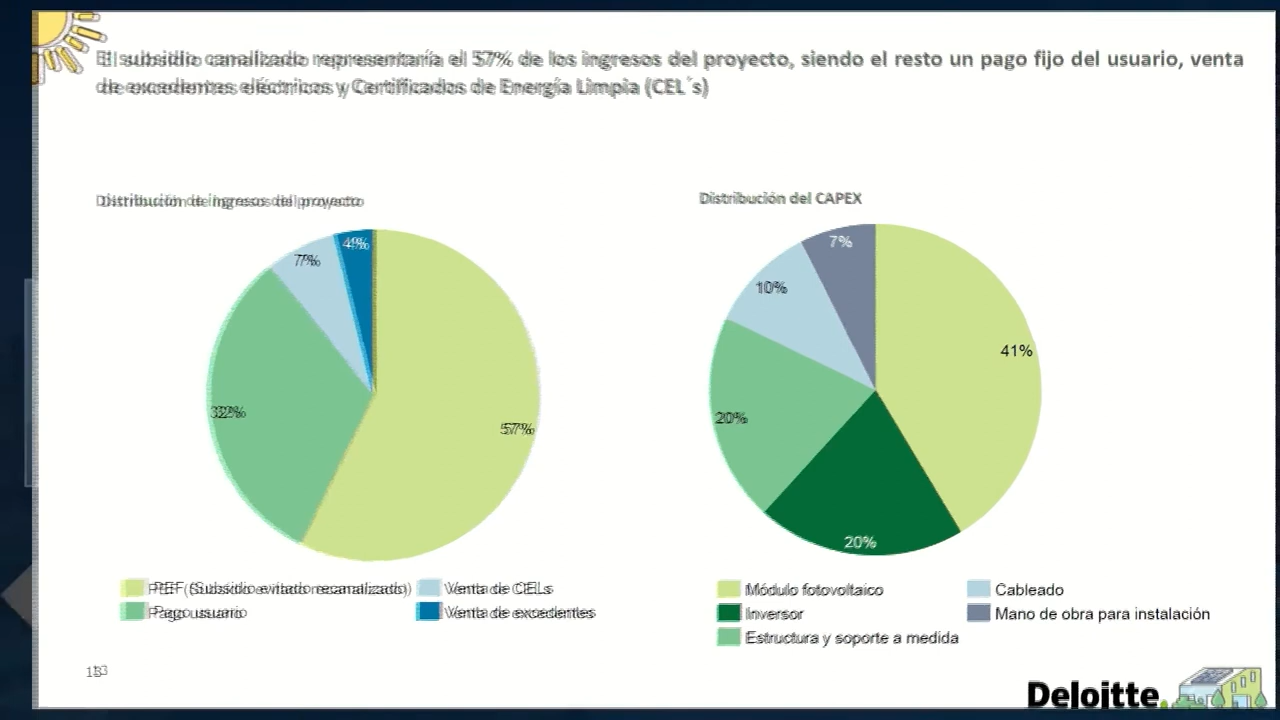 El subsidio canalizado representaría el 57% de los ingresos del proyecto, siendo el resto un pago fijo del usuario, venta
de excedentes eléctricos y Certificados de Energía Limpia (CEL´s)
Distribución de ingresos del proyecto
Distribución del CAPEX
4%
7%
32%
57%
7%
10%
41%
20%
20%
PEF (Subsidio evitado recanalizado)
Venta de CELs
Pago usuario
Venta de excedentes
Módulo fotovoltaico
Cableado
Inversor
Mano de obra para instalación
Estructura y soporte a medida
13
Deloitte.